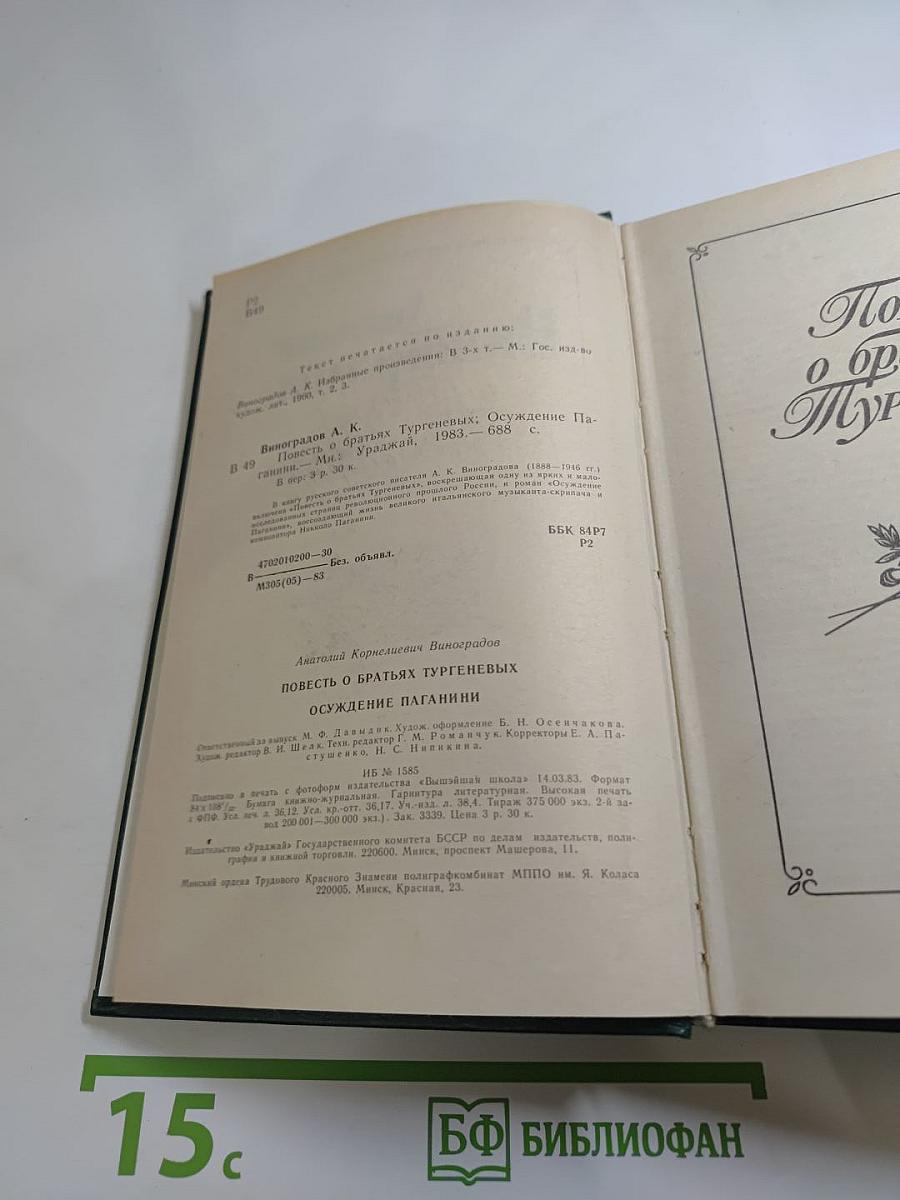 Р2
В49
Текст печатается по изданию:
Виноградов А. К. Избранные произведения: В 3-х т.— М.: Гос. изд-во
худож. лит., 1960, т. 2, 3.
Виноградов А. К.
В 49 Повесть о братьях Тургеневых; Осуждение Па-
ганини.— Мн.: Ураджай, 1983.— 688 с.
В пер: 3 р. 30 к.
В книгу русского советского писателя А. К. Виноградова (1888—1946 гг.)
включена «Повесть о братьях Тургеневых», воскрешающая одну из ярких и мало-
исследованных страниц революционного прошлого России, и роман «Осуждение
Паганини», воссоздающий жизнь великого итальянского музыканта-скрипача и
композитора Никколо Паганини.
4702010200—30
В Без. объявл.
М305(05)—83
ББК 84Р7
Р2
Анатолий Корнелиевич Виноградов
ПОВЕСТЬ О БРАТЬЯХ ТУРГЕНЕВЫХ
ОСУЖДЕНИЕ ПАГАНИНИ
Ответственный за выпуск М. Ф. Давыдик. Худож. оформление Б. Н. Осенчакова.
Худож. редактор В. И. Шелк. Техн. редактор Г. М. Романчук. Корректоры Е. А. Па-
стушенко, Н. С. Нипикина.
ИБ № 1585
Подписано в печать с фотоформ издательства «Вышэйшая школа» 14.03.83. Формат
84×108¹/₃₂. Бумага книжно-журнальная. Гарнитура литературная. Высокая печать
с ФПФ. Усл. печ. л. 36,12. Усл. кр.-отт. 36,17. Уч.-изд. л. 38,4. Тираж 375 000 экз. 2-й за-
вод 200 001—300 000 экз.). Зак. 3339. Цена 3 р. 30 к.
Издательство «Ураджай» Государственного комитета БССР по делам издательств, поли-
графии и книжной торговли. 220600. Минск, проспект Машерова, 11.
Минский ордена Трудового Красного Знамени полиграфкомбинат МППО им. Я. Коласа
220005. Минск, Красная, 23.
Пов
о бра
Тур
15 с
БФ БИБЛИОФАН